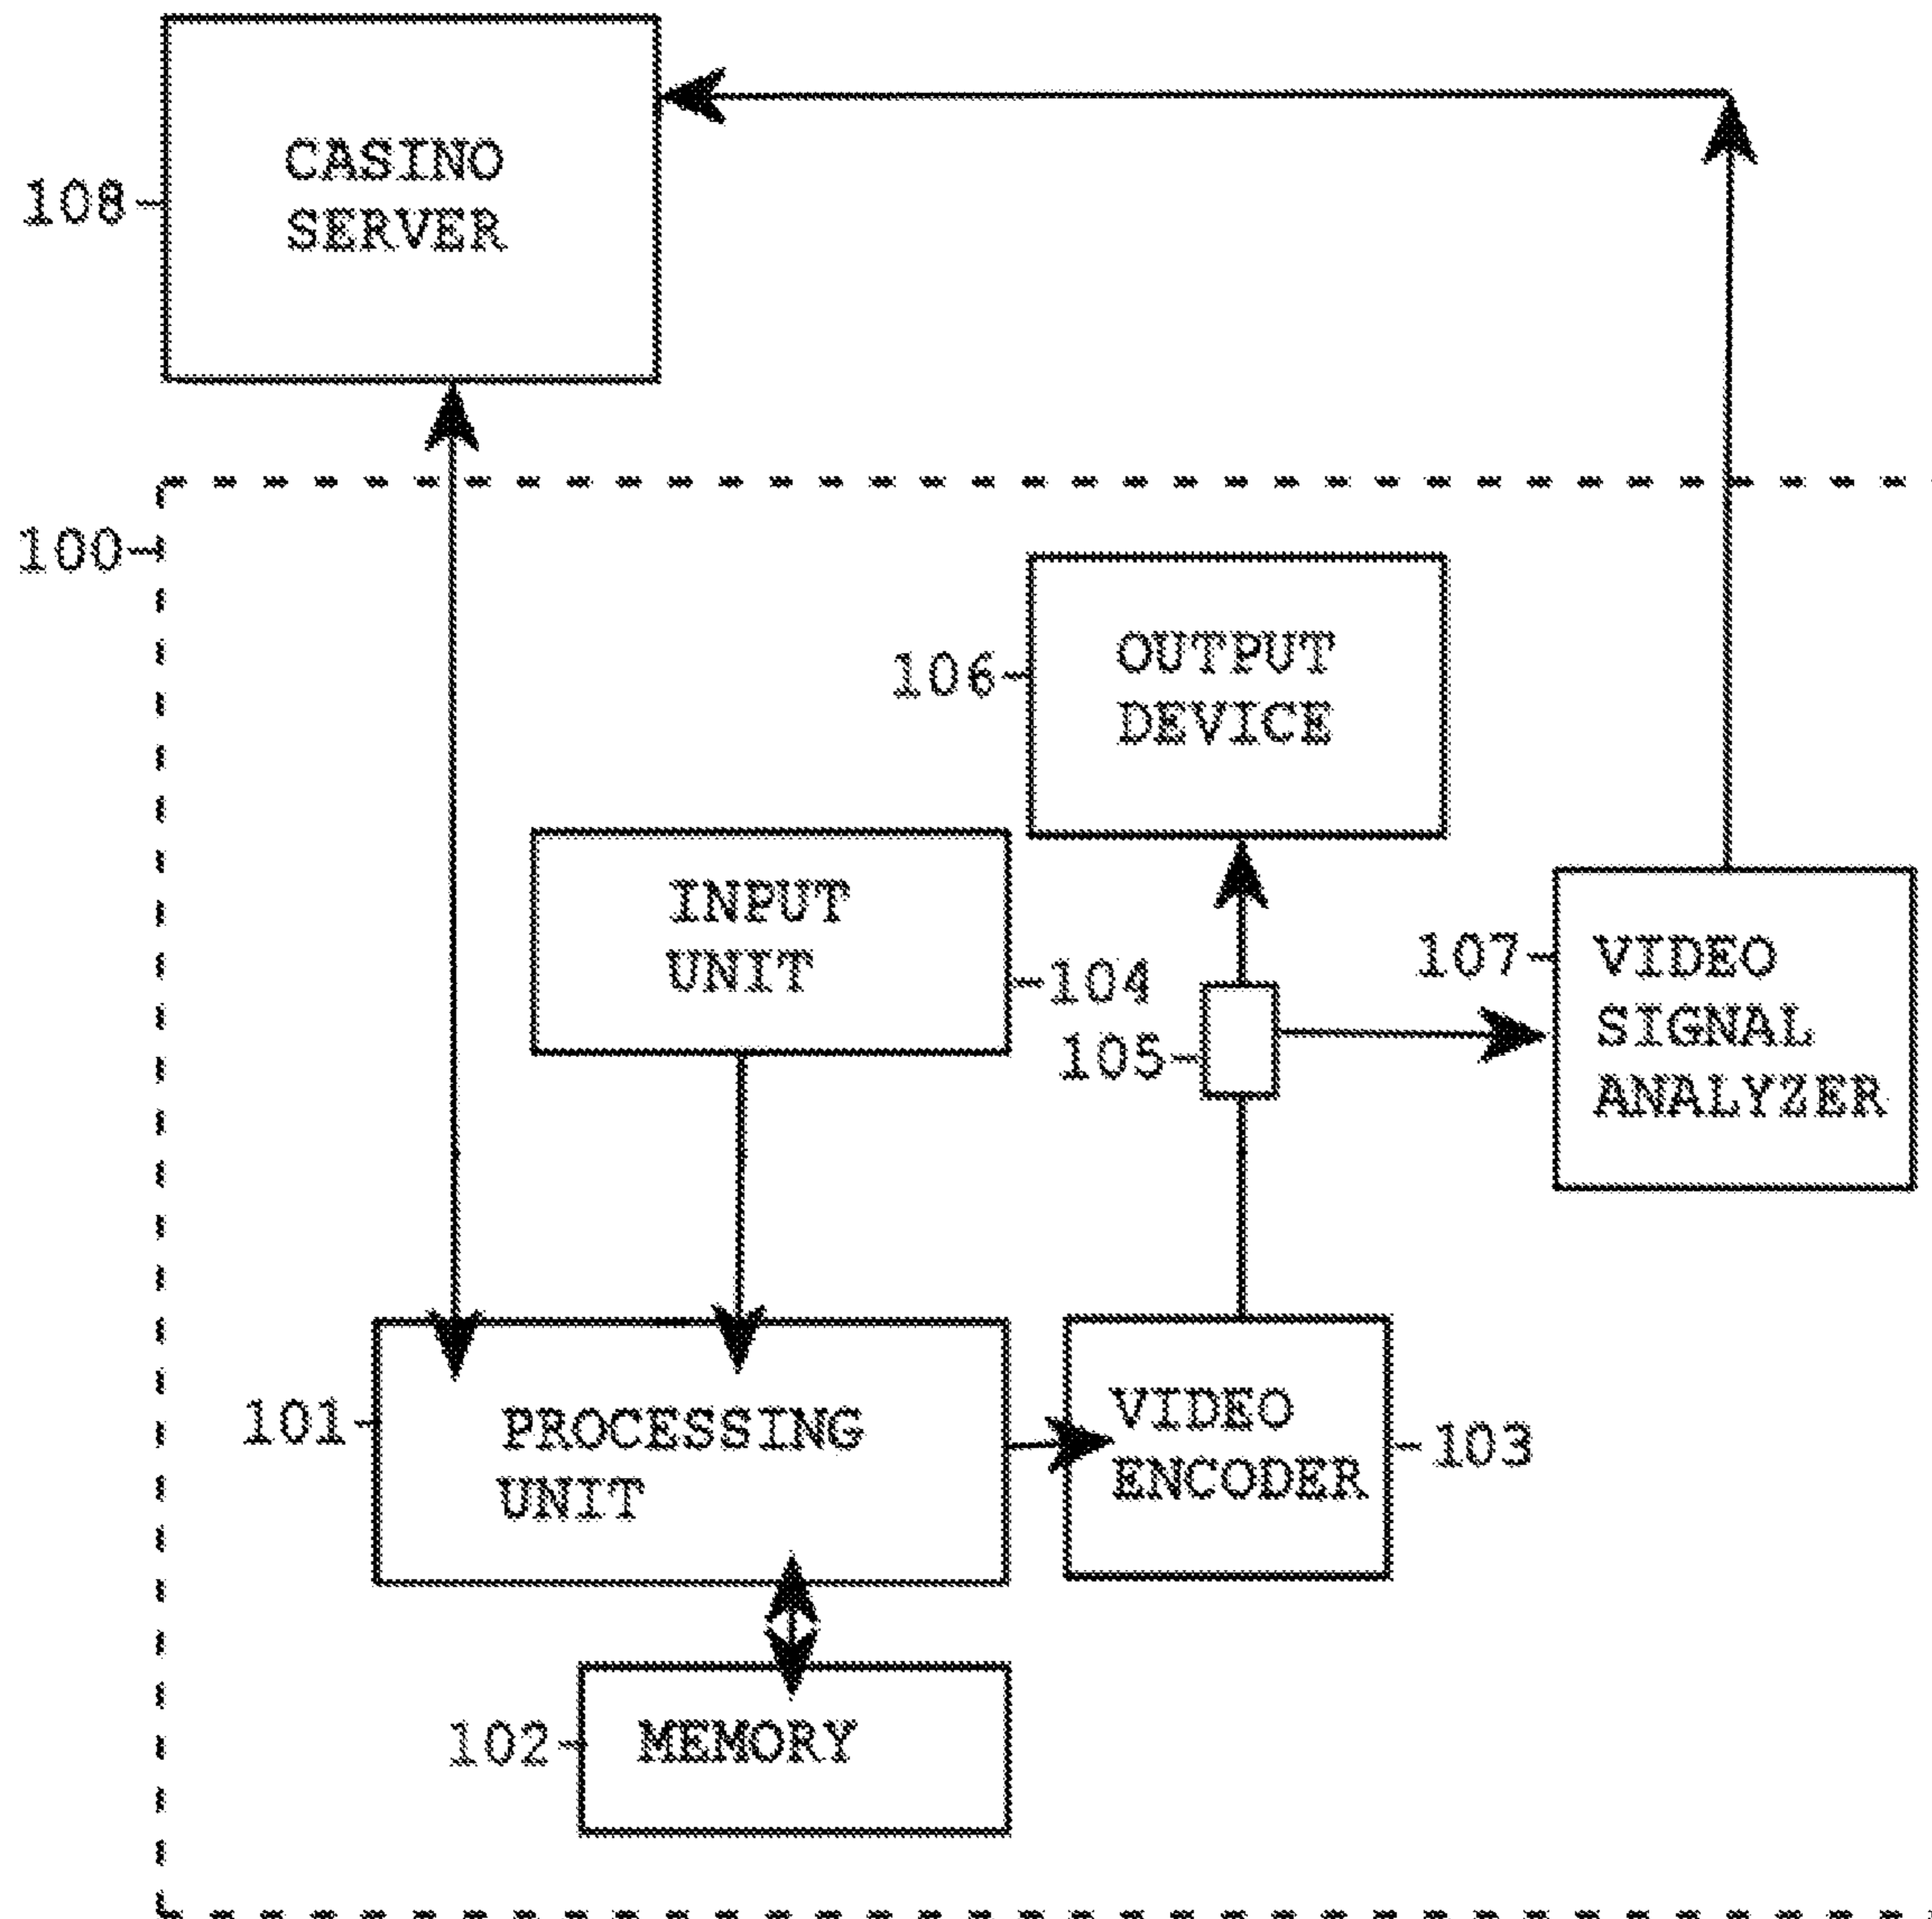 CASINO
SERVER
108
100
106
OUTPUT
DEVICE
INPUT
UNIT
104
105
107
VIDEO
SIGNAL
ANALYZER
101
PROCESSING
UNIT
VIDEO
ENCODER
103
102
MEMORY